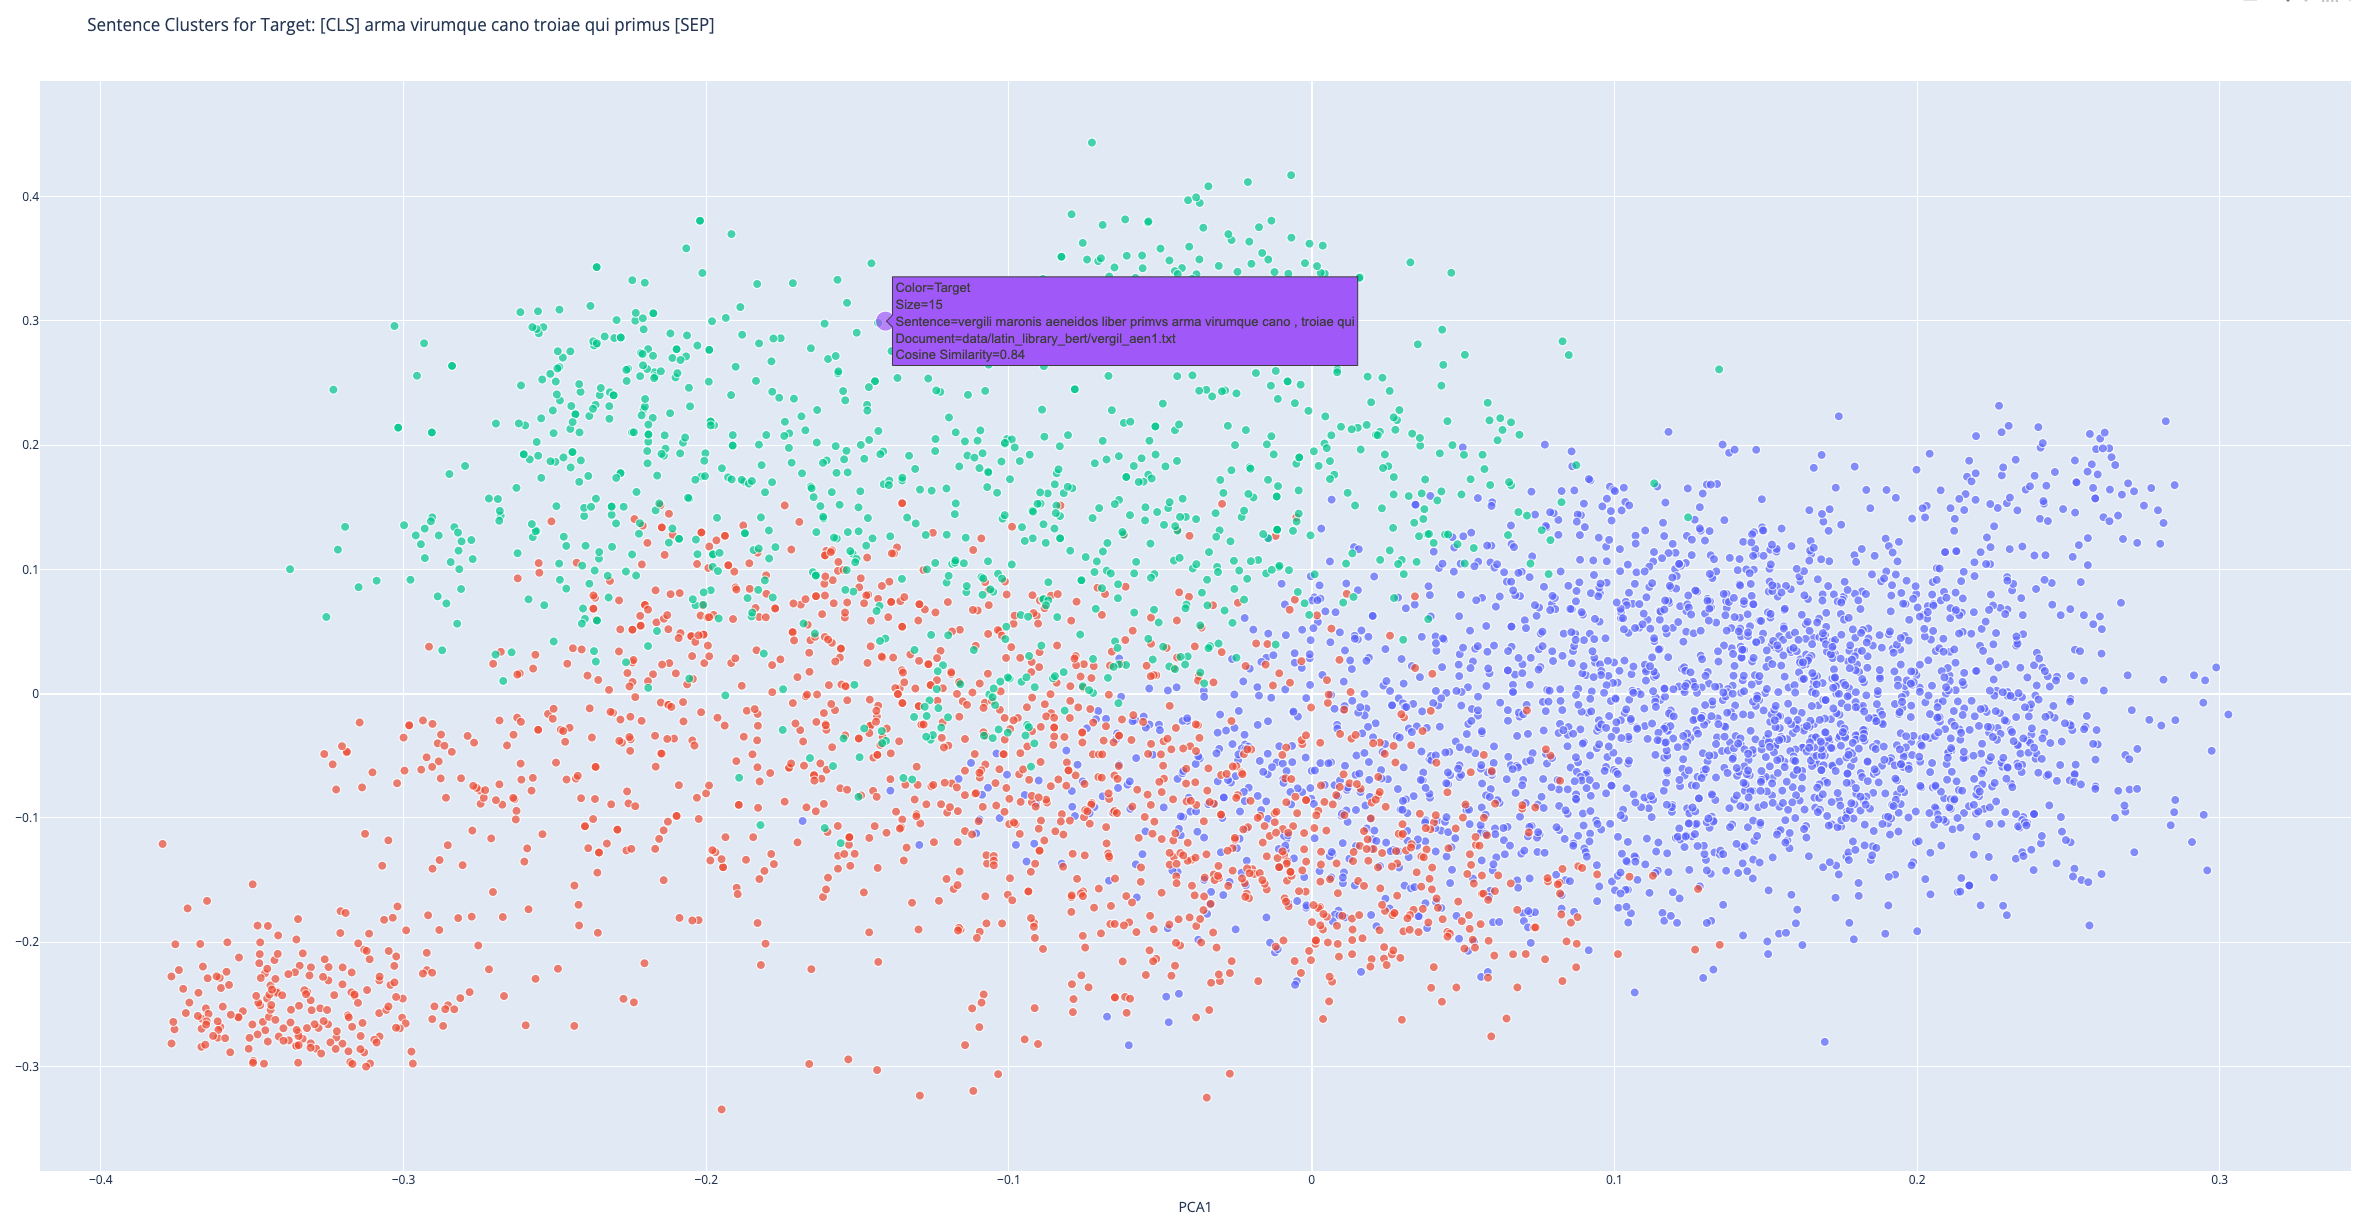 Sentence Clusters for Target: [CLS] arma virumque cano troiae qui primus [SEP]
0.4
0.3
0.2
0.1
0
−0.1
−0.2
−0.3
Color=Target
Size=15
Sentence=vergili maronis aeneidos liber primvs arma virumque cano , troiae qui
Document=data/latin_library_bert/vergil_aen1.txt
Cosine Similarity=0.84
−0.4
−0.3
−0.2
−0.1
0
0.1
0.2
0.3
PCA1